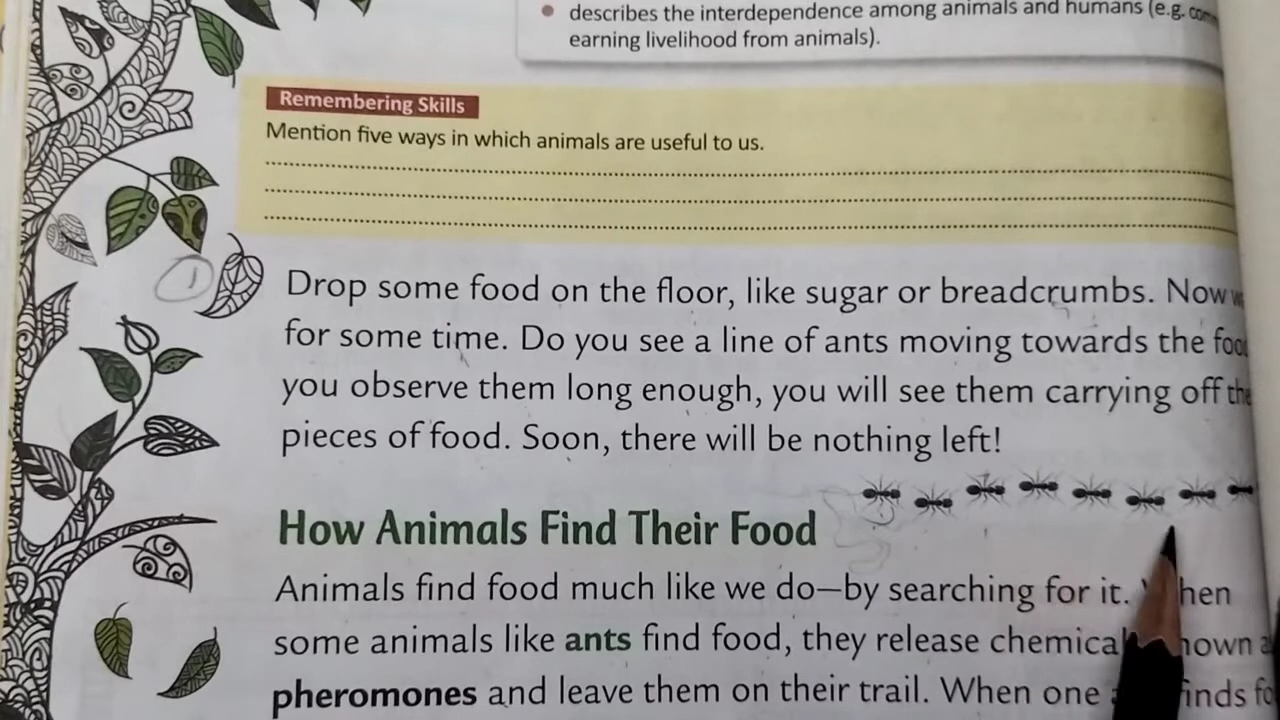 describes the interdependence among animals and humans (e.g.
earning livelihood from animals).
Remembering Skills
Mention five ways in which animals are useful to us.
1
Drop some food on the floor, like sugar or breadcrumbs. Now
for some time. Do you see a line of ants moving towards the
you observe them long enough, you will see them carrying off
pieces of food. Soon, there will be nothing left!
How Animals Find Their Food
Animals find food much like we do—by searching for it.
some animals like ants find food, they release
pheromones and leave them on their trail. When one